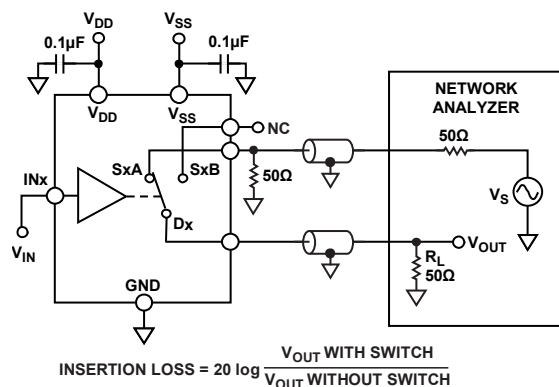 VDD
VSS
0.1µF
0.1µF
VDD
VSS
NC
NETWORK
ANALYZER
50Ω
SxA
SxB
50Ω
INx
VS
Dx
VOUT
VIN
RL
50Ω
GND
INSERTION LOSS = 20 log VOUT WITH SWITCH
VOUT WITHOUT SWITCH